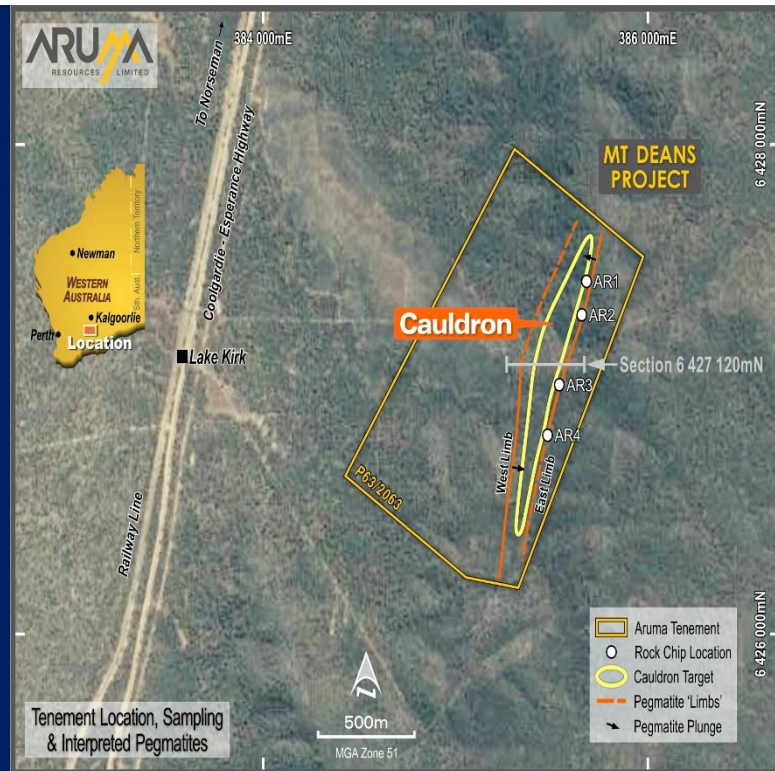 ARUMA
RESOURCES LIMITED
384 000mE
386 000mE
To Norseman
Coolgardie - Esperance Highway
6 428 000mN
MT DEANS
PROJECT
Northern Territory
Sth. Aust.
Newman
WESTERN
AUSTRALIA
Kalgoorlie
Perth
Location
AR1
AR2
Cauldron
Lake Kirk
Section 6 427 120mN
AR3
AR4
West Limb
East Limb
P63/2063
Railway Line
6 426 000mN
Aruma Tenement
Rock Chip Location
Cauldron Target
Pegmatite 'Limbs'
Pegmatite Plunge
Tenement Location, Sampling
& Interpreted Pegmatites
500m
MGA Zone 51